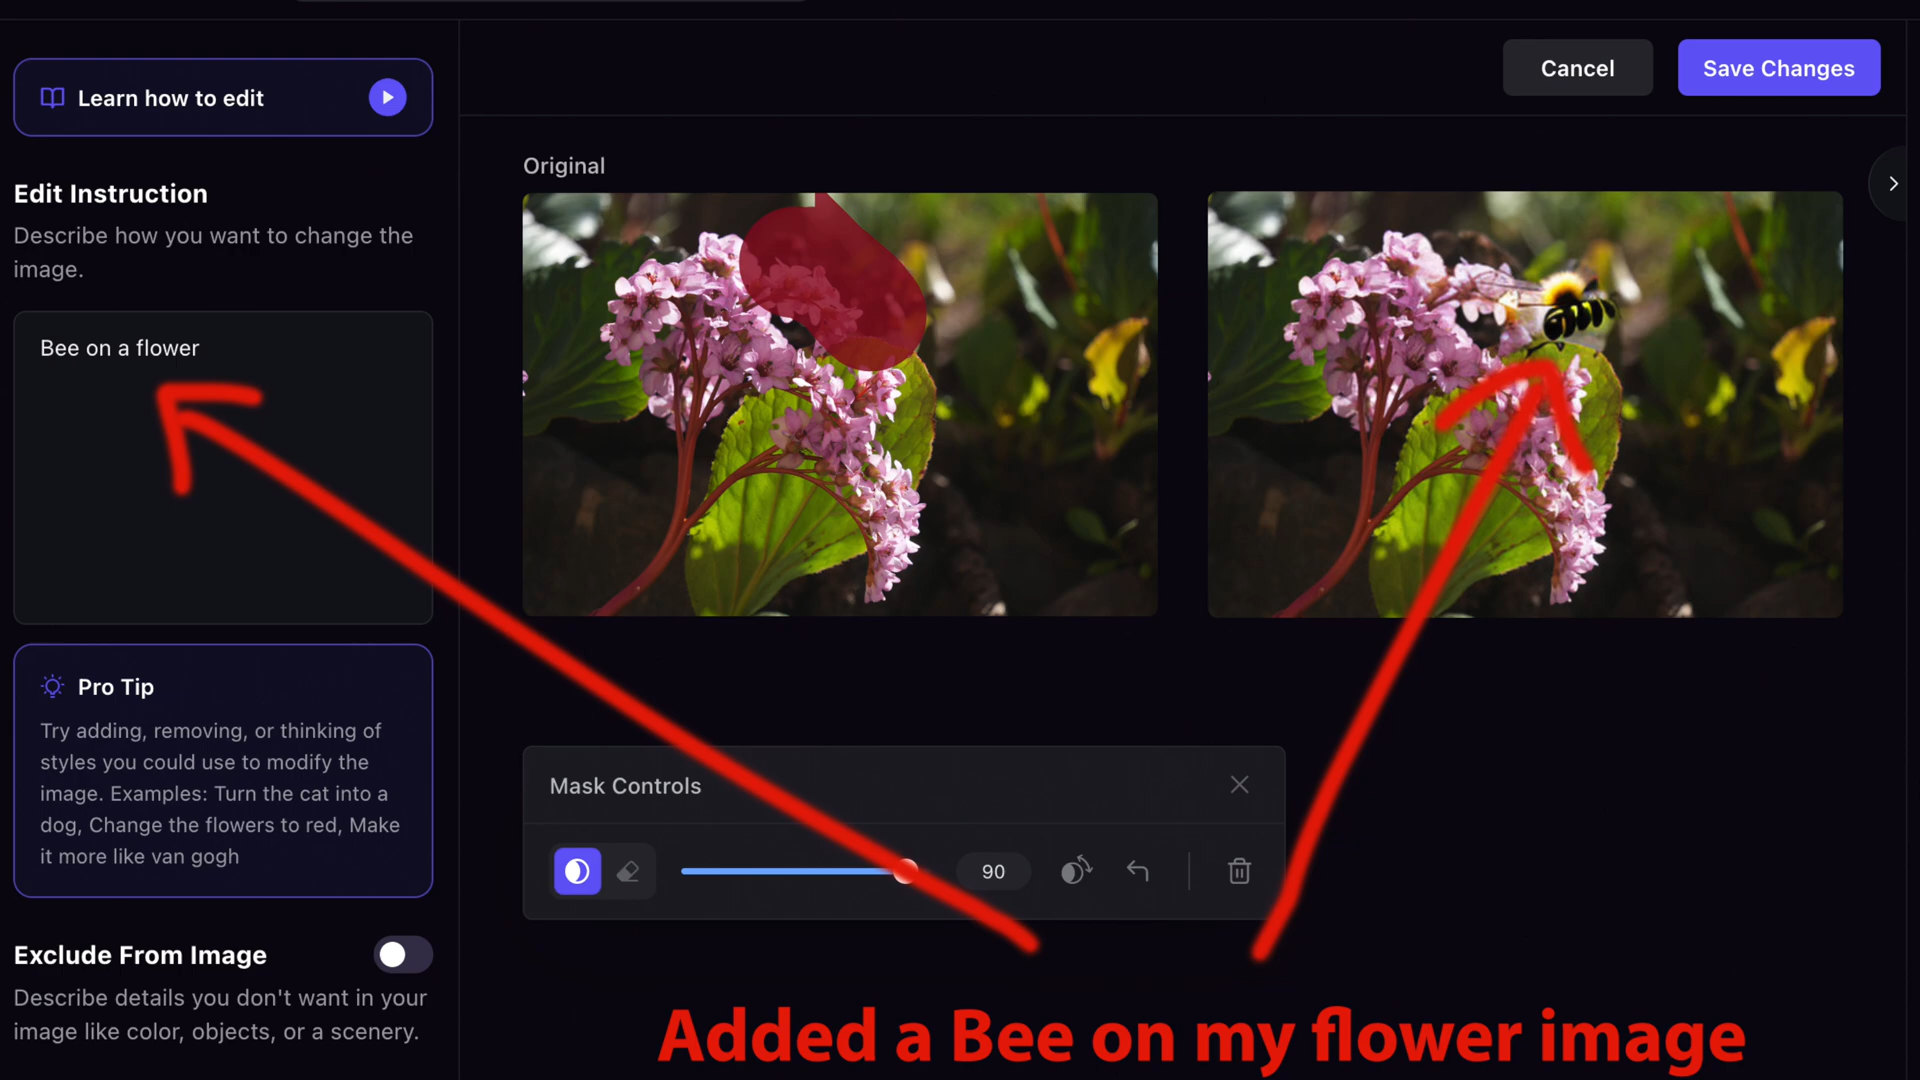 Learn how to edit
Cancel
Save Changes
Edit Instruction
Describe how you want to change the
image.
Bee on a flower
Original
Pro Tip
Try adding, removing, or thinking of
styles you could use to modify the
image. Examples: Turn the cat into a
dog, Change the flowers to red, Make
it more like van gogh
Mask Controls
90
Exclude From Image
Describe details you don't want in your
image like color, objects, or a scenery.
Added a Bee on my flower image